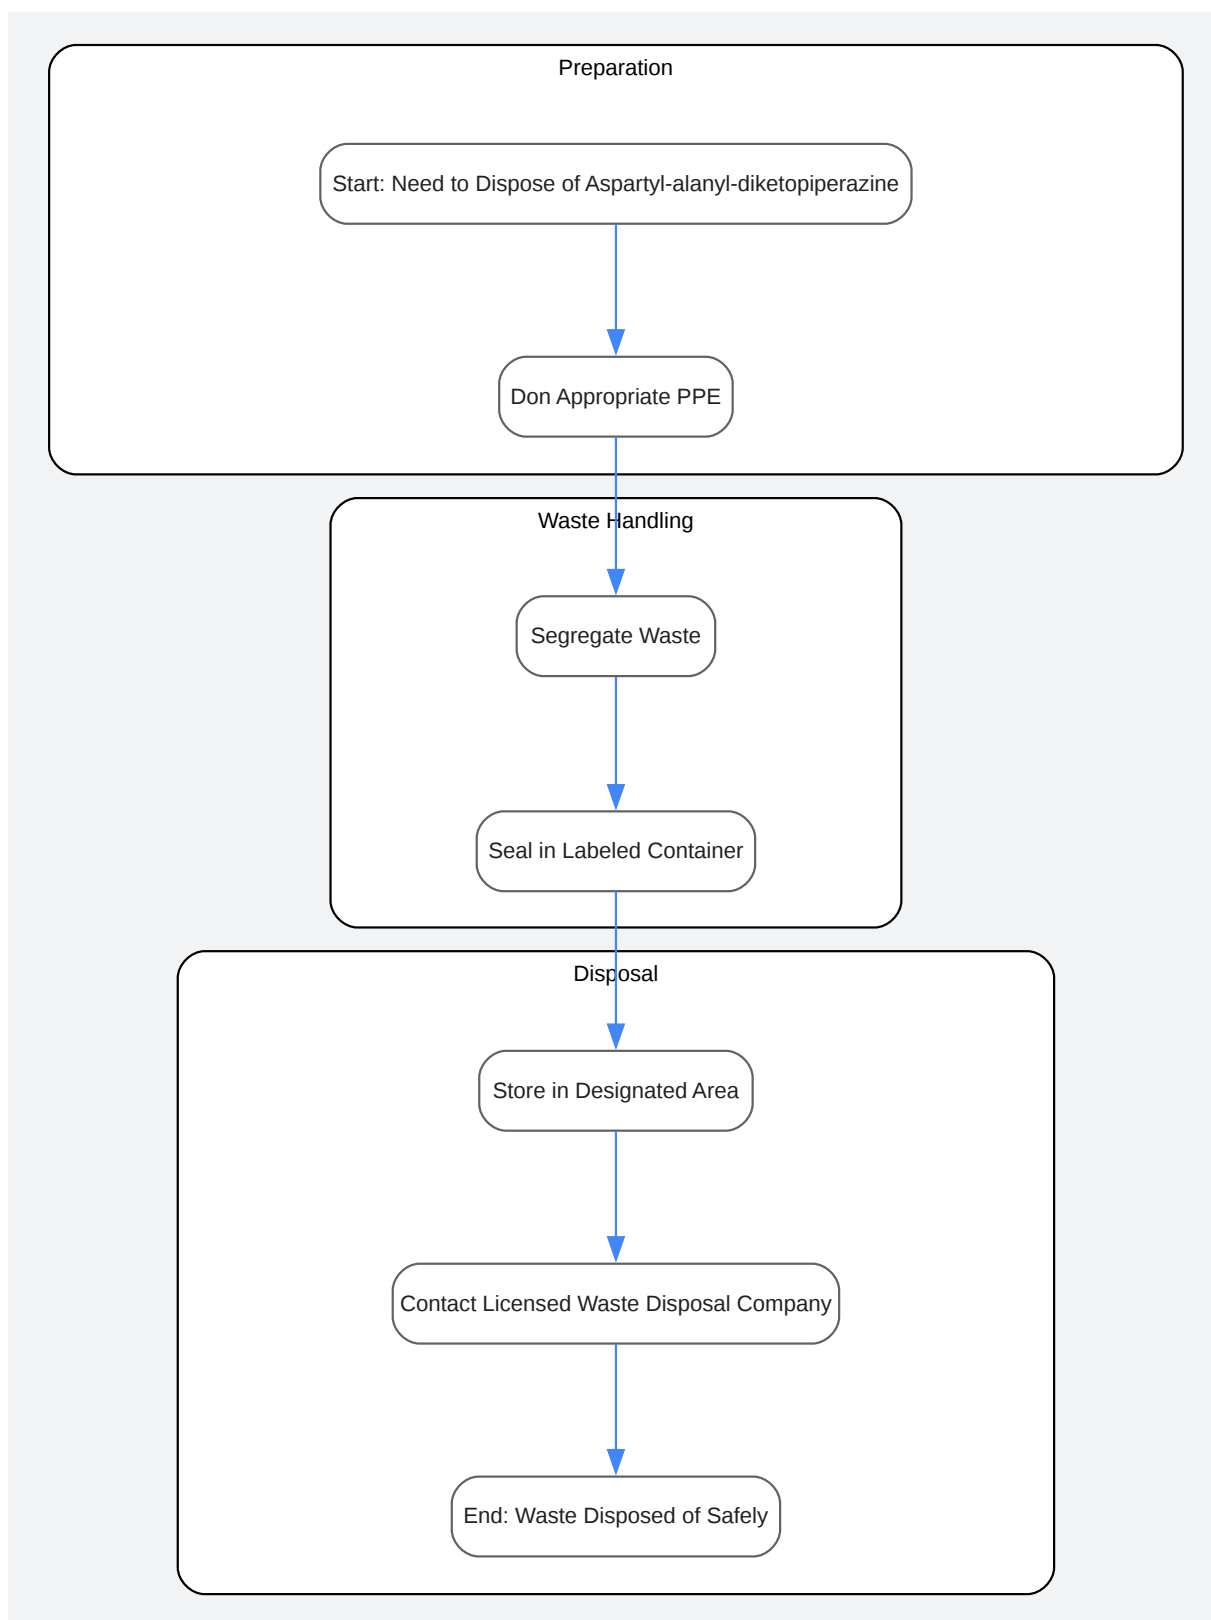 Preparation
Start: Need to Dispose of Aspartyl-alanyl-diketopiperazine
Don Appropriate PPE
Waste Handling
Segregate Waste
Seal in Labeled Container
Disposal
Store in Designated Area
Contact Licensed Waste Disposal Company
End: Waste Disposed of Safely